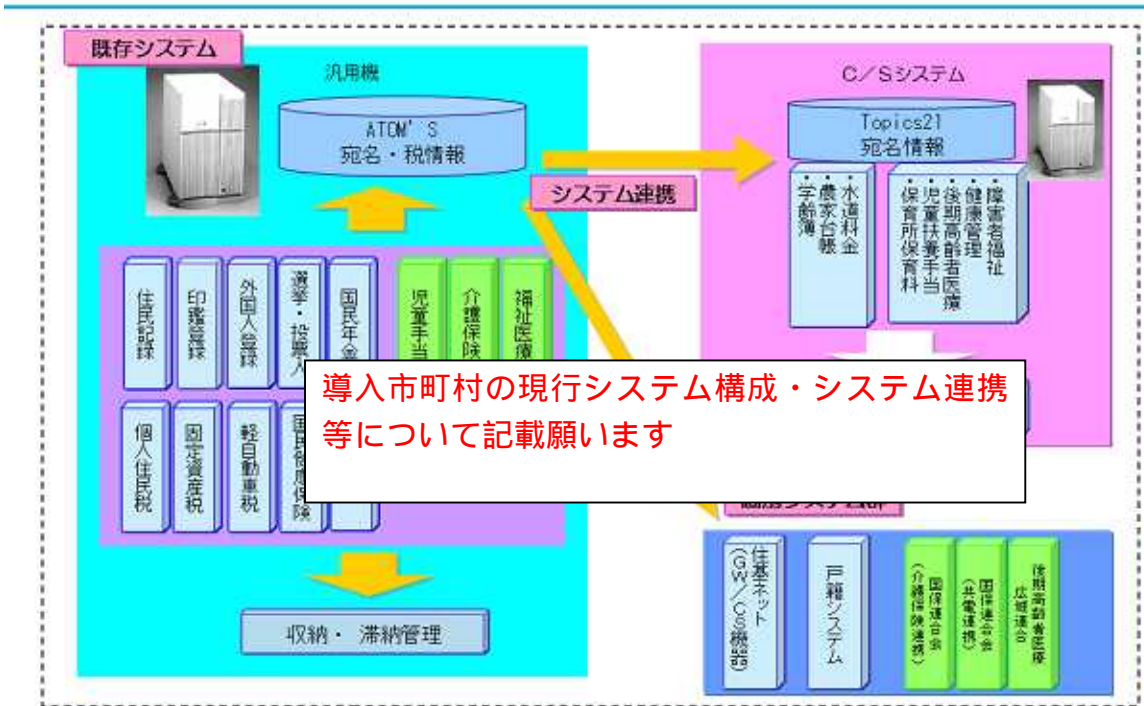 既存システム
汎用機
ATOM'S
宛名・税情報
システム連携
住民記録
印鑑登録
外国人登録
選挙・投票人
国民年金
児童手当
介護保険
福祉医療
個人住民税
固定資産税
軽自動車税
国民健康保険
収納・ 滞納管理
C/Sシステム
Topics21
宛名情報
・水道料金
・農家台帳
・学齢簿
・障害者福祉
・健康管理
・後期高齢者医療
・児童扶養手当
・保育所保育料
導入市町村の現行システム構成・システム連携
等について記載願います
住基ネット
(GW/CS機器)
戸籍システム
国保連合会
(介護保険連携)
国保連合会
(共電連携)
後期高齢者医療
広域連合